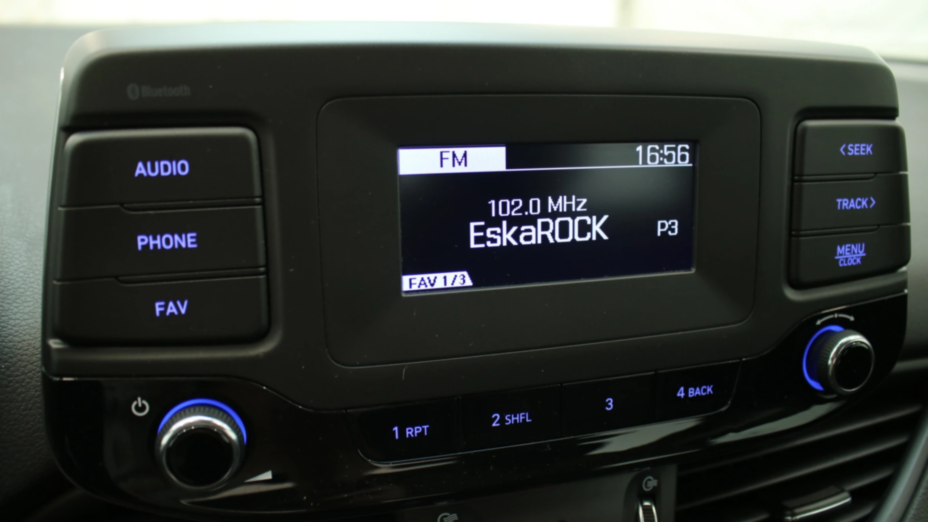 Bluetooth
AUDIO
PHONE
FAV
FM 16:56
102.0 MHz
EskaROCK P3
FAV 1/3
<SEEK
TRACK>
MENU
CLOCK
1 RPT 2 SHFL 3 4 BACK